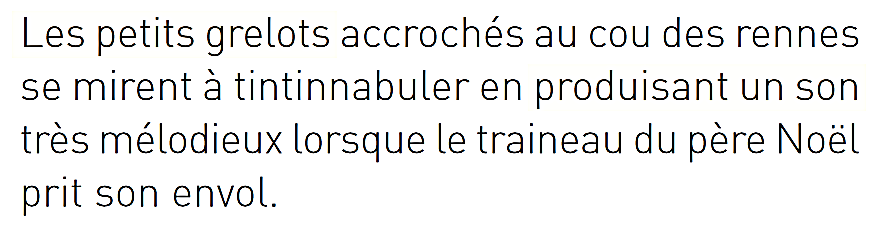 Les petits grelots accrochés au cou des rennes
se mirent à tintinnabuler en produisant un son
très mélodieux lorsque le traineau du père Noël
prit son envol.